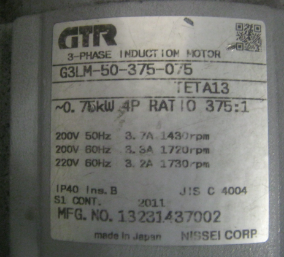 GTR
3-PHASE INDUCTION MOTOR
G3LM-50-375-075
TETA13
~0.75kW 4P RATIO 375:1
200V 50Hz 3.7A 1430rpm
200V 60Hz 3.3A 1720rpm
220V 60Hz 3.2A 1730rpm
IP40 Ins.B JIS C 4004
S1 CONT. 2011
MFG.NO.13231437002
made in Japan NISSEI CORP